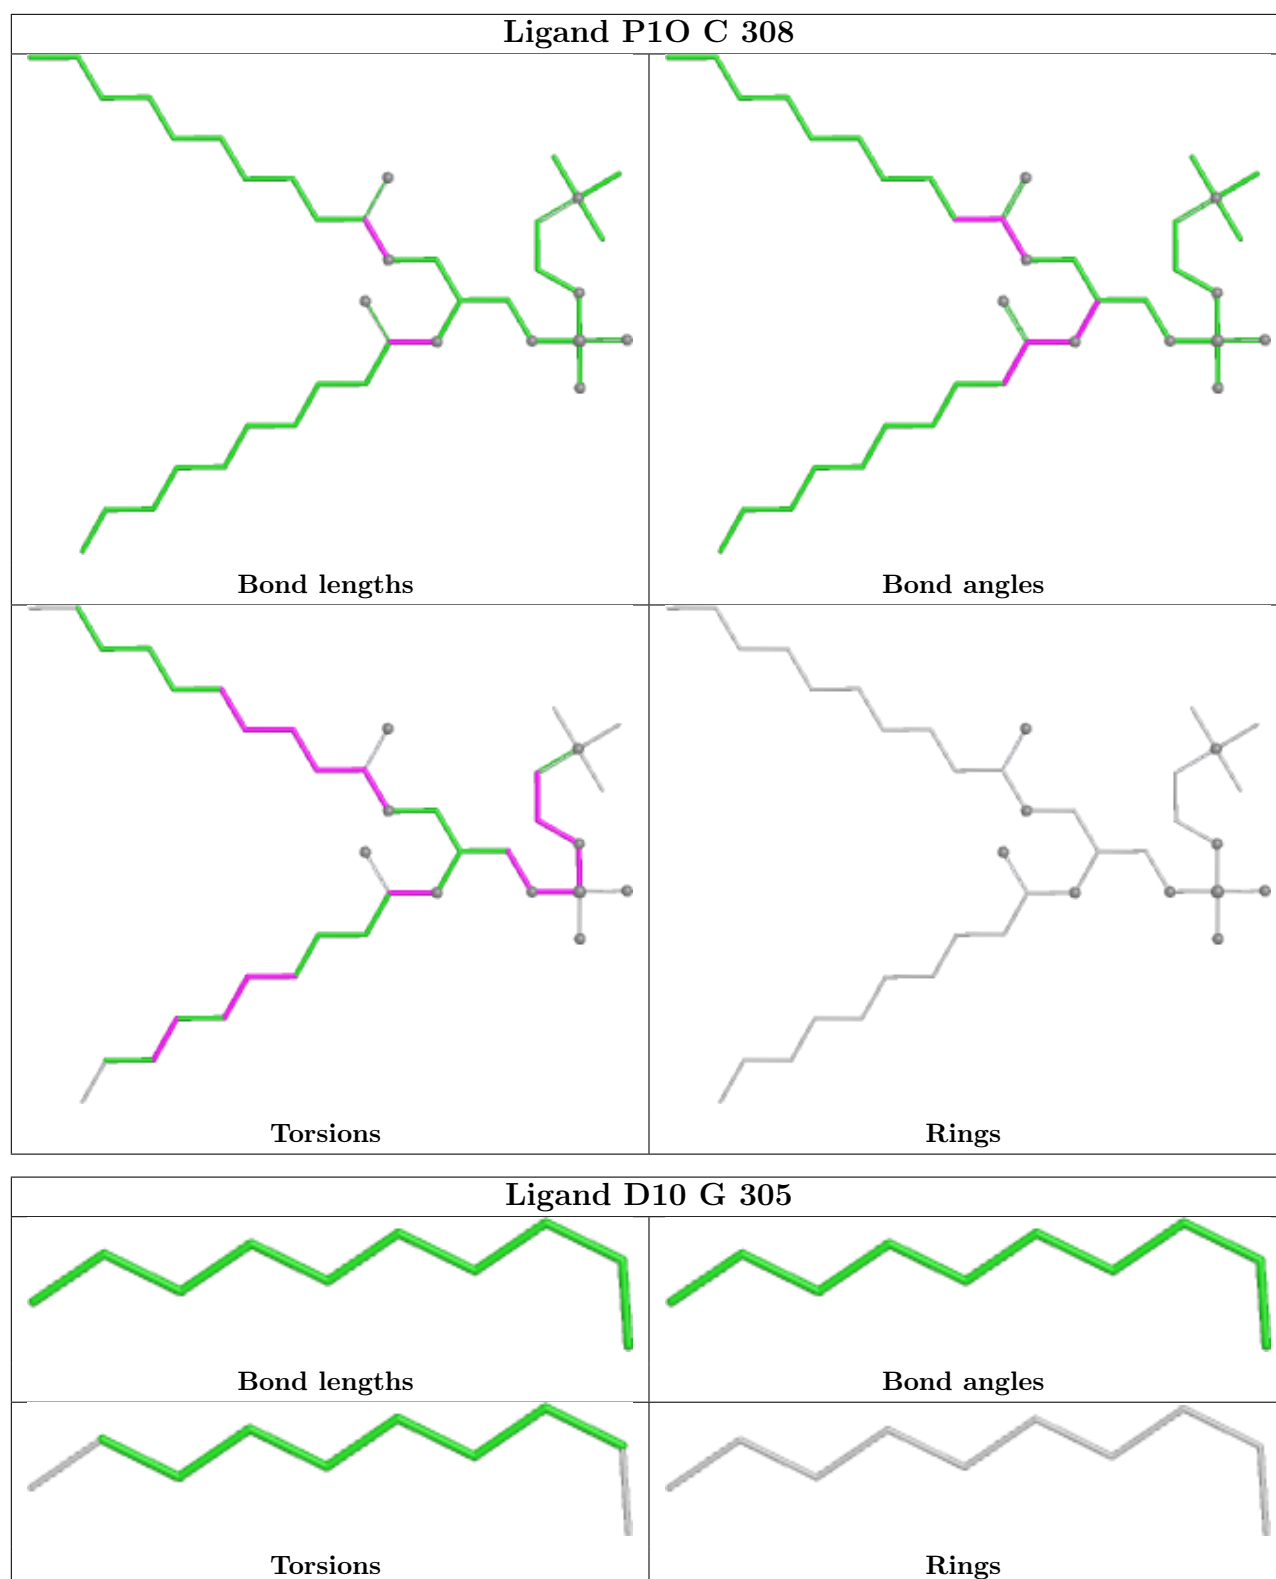 Ligand P1O C 308
Bond lengths
Bond angles
Torsions
Rings
Ligand D10 G 305
Bond lengths
Bond angles
Torsions
Rings